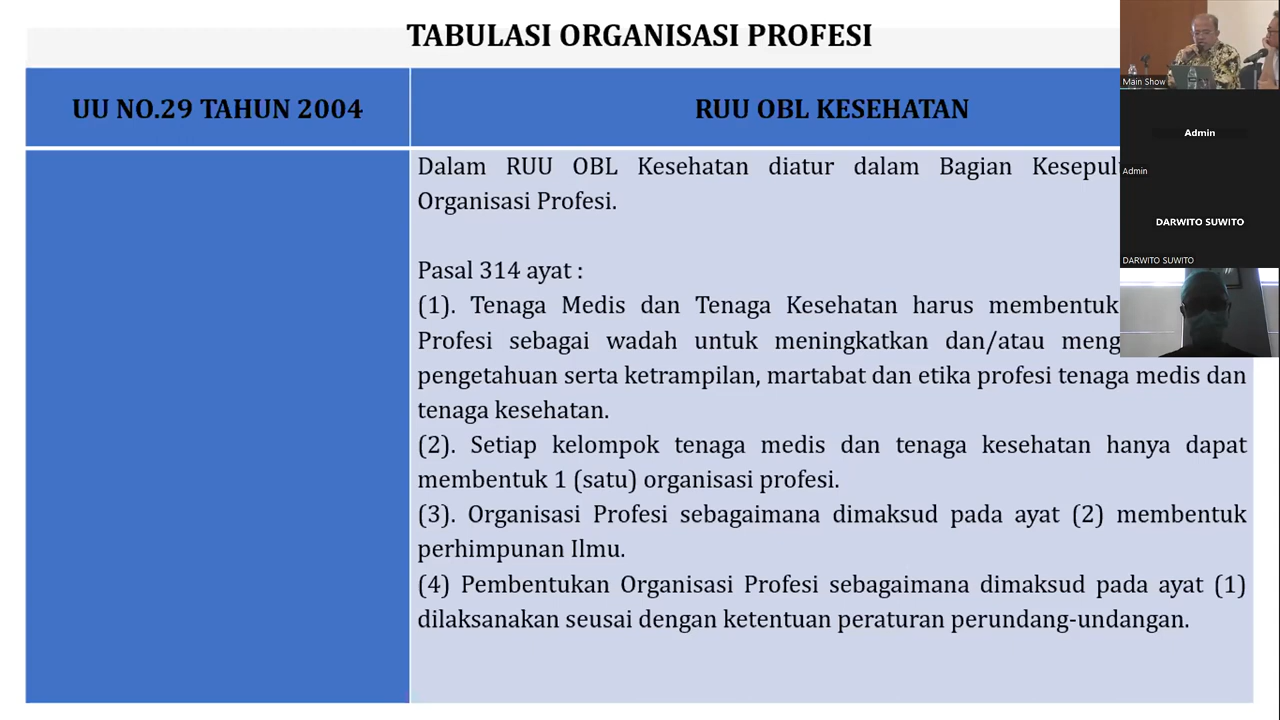 TABULASI ORGANISASI PROFESI
UU NO.29 TAHUN 2004
RUU OBL KESEHATAN
Dalam RUU OBL Kesehatan diatur dalam Bagian
Organisasi Profesi.
Pasal 314 ayat :
(1). Tenaga Medis dan Tenaga Kesehatan harus membentuk
Profesi sebagai wadah untuk meningkatkan dan/atau
pengetahuan serta ketrampilan, martabat dan etika profesi tenaga medis dan
tenaga kesehatan.
(2). Setiap kelompok tenaga medis dan tenaga kesehatan hanya dapat
membentuk 1 (satu) organisasi profesi.
(3). Organisasi Profesi sebagaimana dimaksud pada ayat (2) membentuk
perhimpunan Ilmu.
(4) Pembentukan Organisasi Profesi sebagaimana dimaksud pada ayat (1)
dilaksanakan seusai dengan ketentuan peraturan perundang-undangan.
Main Show
Admin
Admin
DARWITO SUWITO
DARWITO SUWITO